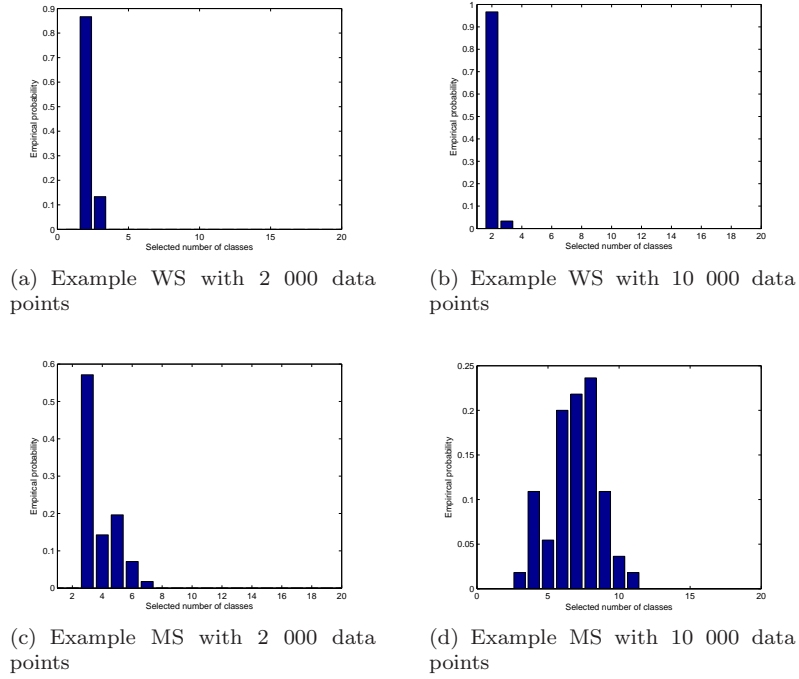 0.9
0.8
0.7
0.6
0.5
0.4
0.3
0.2
0.1
0
0 5 10 15 20
Empirical probability
Selected number of classes
(a) Example WS with 2 000 data
points
1
0.9
0.8
0.7
0.6
0.5
0.4
0.3
0.2
0.1
0
2 4 6 8 10 12 14 16 18 20
Empirical probability
Selected number of classes
(b) Example WS with 10 000 data
points
0.6
0.5
0.4
0.3
0.2
0.1
0
2 4 6 8 10 12 14 16 18 20
Empirical probability
Selected number of classes
(c) Example MS with 2 000 data
points
0.25
0.2
0.15
0.1
0.05
0
0 5 10 15 20
Empirircal probability
Selected number of classes
(d) Example MS with 10 000 data
points